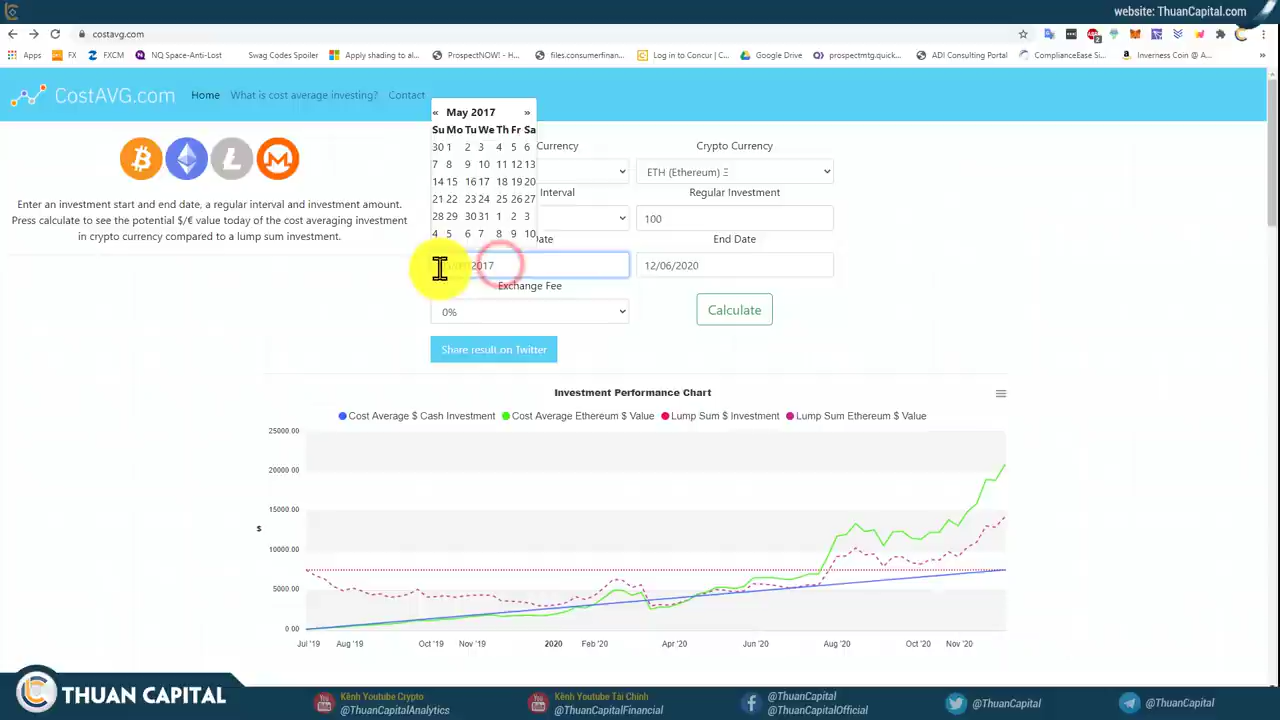 website: ThuanCapital.com
costavg.com
Apps
FX
FXCM
NQ Space-Anti-Lost
Swag Codes Spoiler
Apply shading to al...
ProspectNOW! - H...
files.consumerfinan...
Log in to Concur | C...
Google Drive
prospectmtg.quick...
ADI Consulting Portal
ComplianceEase Si...
Inverness Coin @ A...
»
CostAVG.com
Home
What is cost average investing?
Contact
« May 2017 »
Su Mo Tu We Th Fr Sa
30 1 2 3 4 5 6
7 8 9 10 11 12 13
14 15 16 17 18 19 20
21 22 23 24 25 26 27
28 29 30 31 1 2 3
4 5 6 7 8 9 10
Enter an investment start and end date, a regular interval and investment amount.
Press calculate to see the potential $/€ value today of the cost averaging investment
in crypto currency compared to a lump sum investment.
Currency
Crypto Currency
ETH (Ethereum) Ξ
Interval
Regular Investment
100
Date
End Date
2017
12/06/2020
Exchange Fee
0%
Calculate
Share result on Twitter
Investment Performance Chart
Cost Average $ Cash Investment
Cost Average Ethereum $ Value
Lump Sum $ Investment
Lump Sum Ethereum $ Value
25000.00
20000.00
15000.00
$
10000.00
5000.00
0.00
Jul '19 Aug '19 Oct '19 Nov '19 2020 Feb '20 Apr '20 Jun '20 Aug '20 Oct '20 Nov '20
THUAN CAPITAL
Kênh Youtube Crypto
@ThuanCapitalAnalytics
Kênh Youtube Tài Chính
@ThuanCapitalFinancial
@ThuanCapital
@ThuanCapitalOfficial
@ThuanCapital
@ThuanCapital